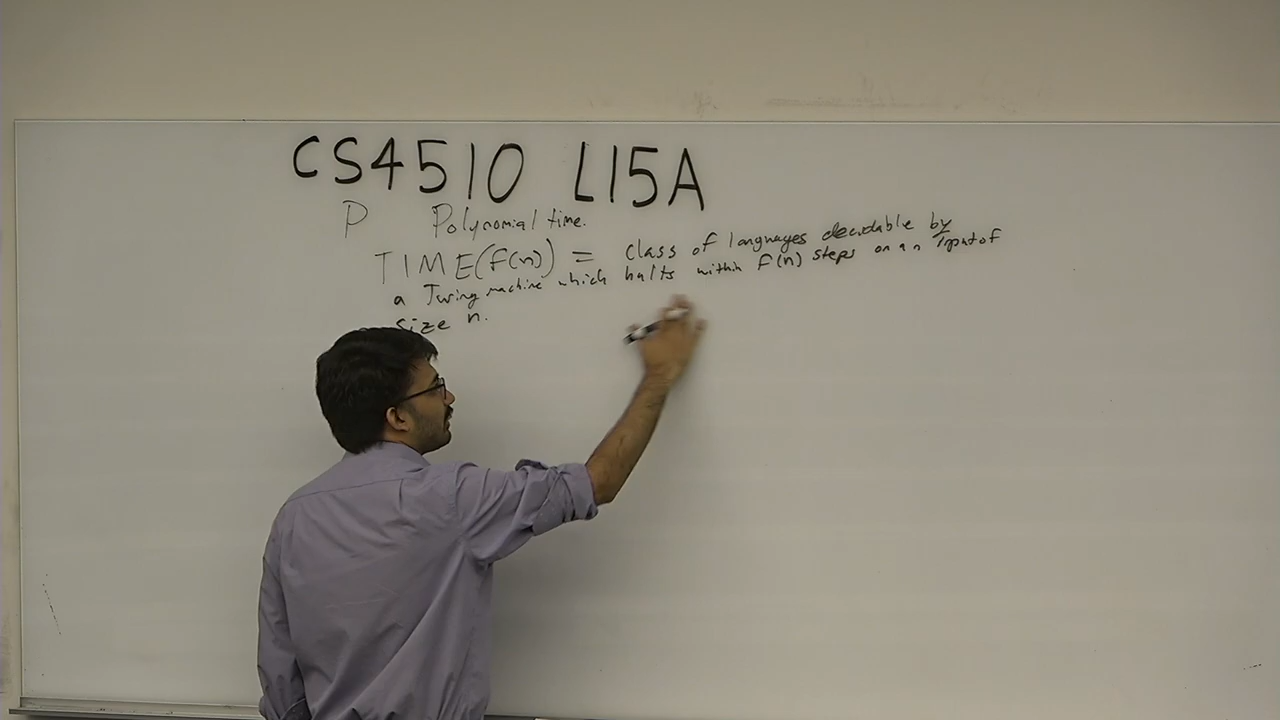 CS4510 L15A
P Polynomial time.
TIME(f(n)) = class of languages decidable by
a Turing machine which halts within f(n) steps on an input of
size n.